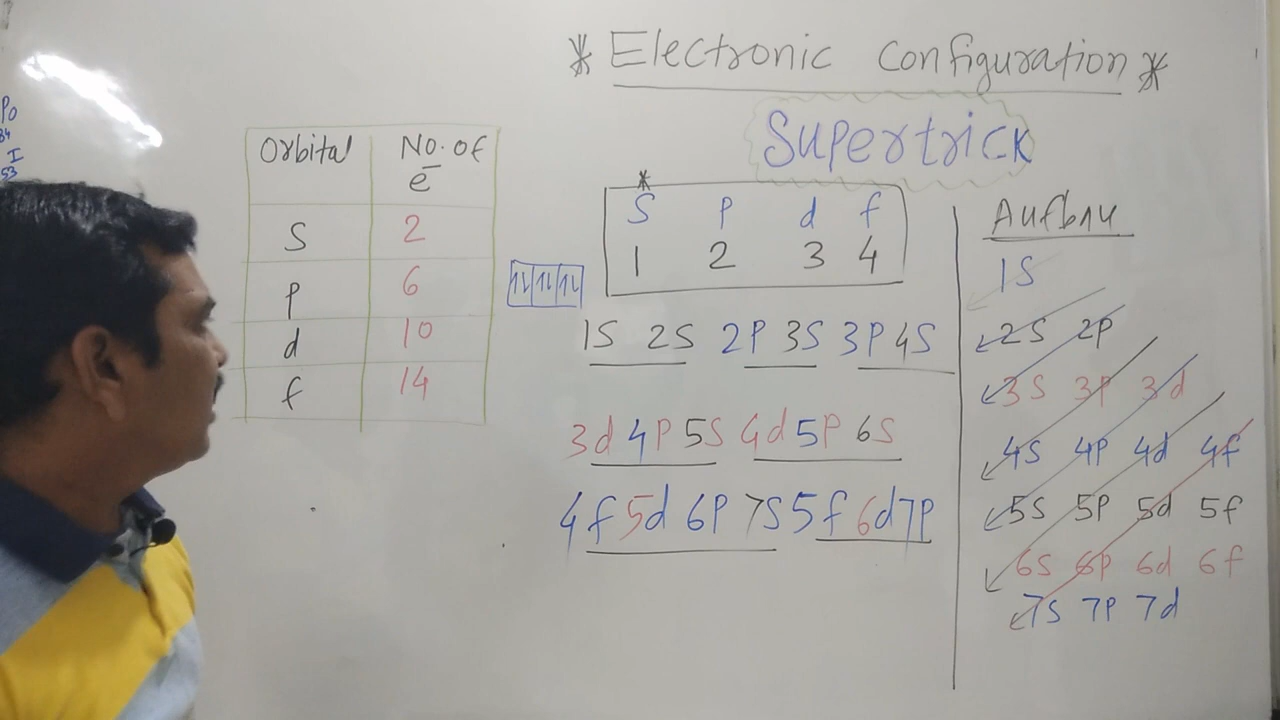 * Electronic Configuration *
Supertrick
Po
84
I
53
Orbital No. of e⁻
S 2
p 6
d 10
f 14
1L 1L 1L
*
S p d f
1 2 3 4
1S 2S 2P 3S 3P 4S
3d 4P 5S 4d 5P 6S
4f 5d 6P 7S 5f 6d 7P
Aufbau
1S
2S 2P
3S 3p 3d
4S 4P 4d 4f
5S 5P 5d 5f
6S 6p 6d 6f
7S 7P 7d